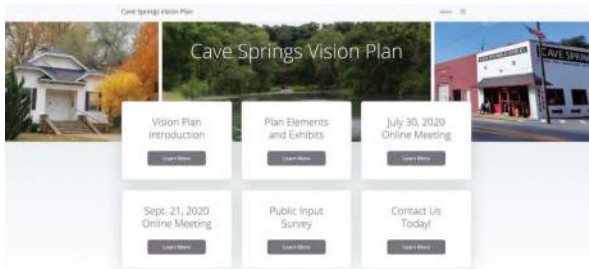 Cave Springs Vision Plan
Cave Springs Vision Plan
CAVE SPRING
Vision Plan
Introduction
Learn More
Plan Elements
and Exhibits
Learn More
July 30, 2020
Online Meeting
Learn More
Sept. 21, 2020
Online Meeting
Learn More
Public Input
Survey
Learn More
Contact Us
Today!
Learn More